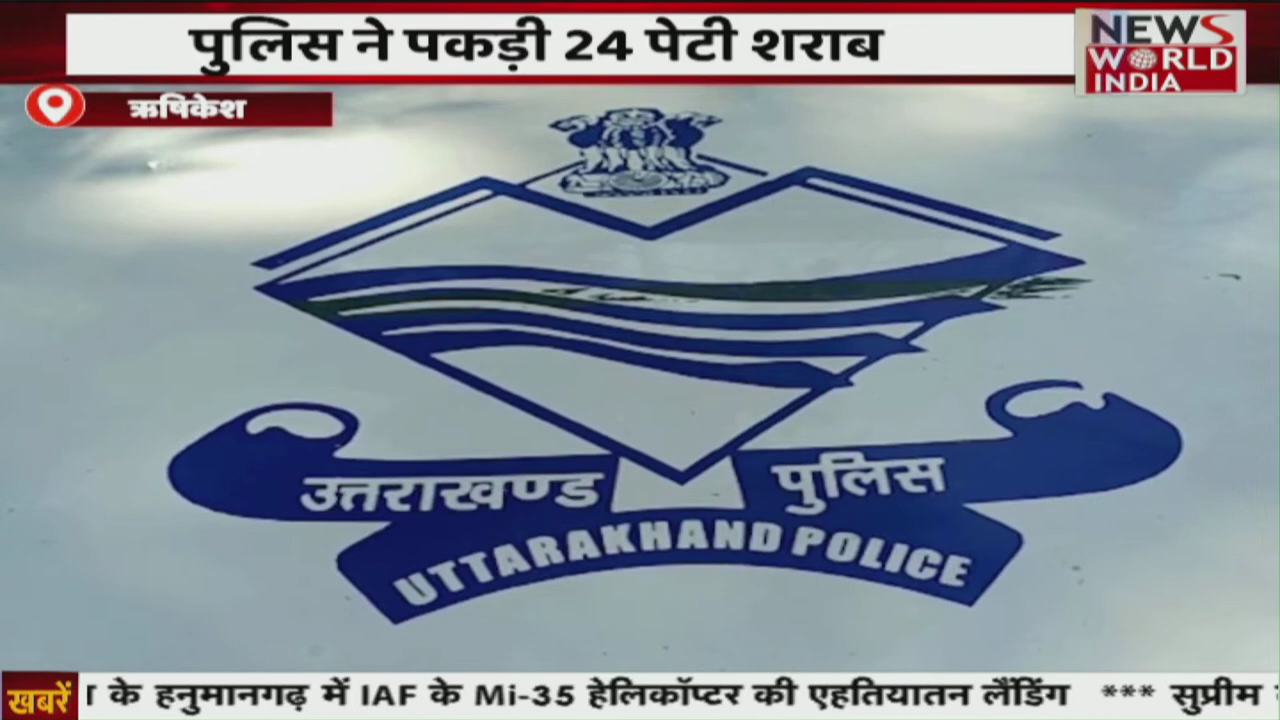 पुलिस ने पकड़ी 24 पेटी शराब
NEWS
WORLD
INDIA
ऋषिकेश
उत्तराखण्ड पुलिस
UTTARAKHAND POLICE
खबरें
के हनुमानगढ़ में IAF के Mi-35 हेलिकॉप्टर की एहतियातन लैंडिंग *** सुप्रीम